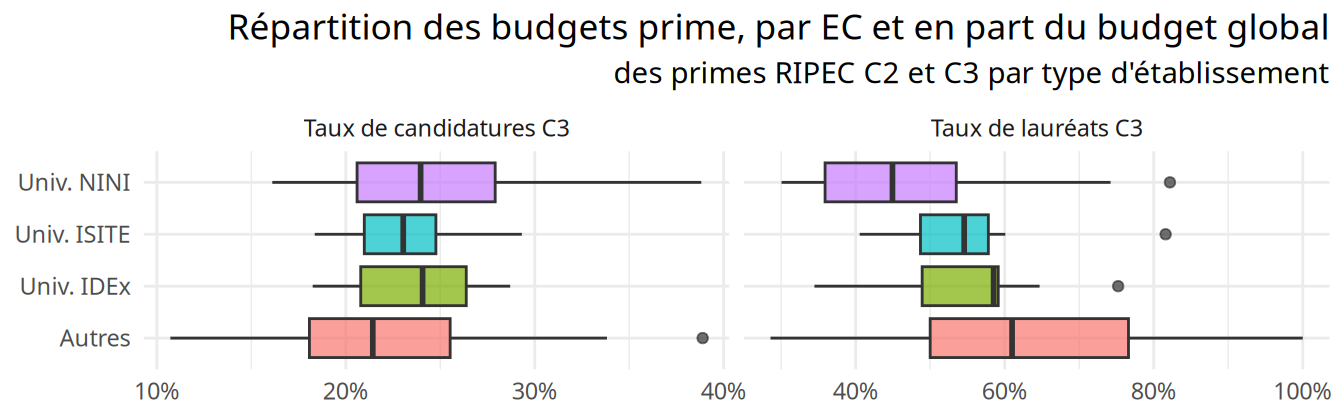 Répartition des budgets prime, par EC et en part du budget global
des primes RIPEC C2 et C3 par type d'établissement
Taux de candidatures C3
Taux de lauréats C3
Univ. NINI
Univ. ISITE
Univ. IDEx
Autres
10% 20% 30% 40% 40% 60% 80% 100%